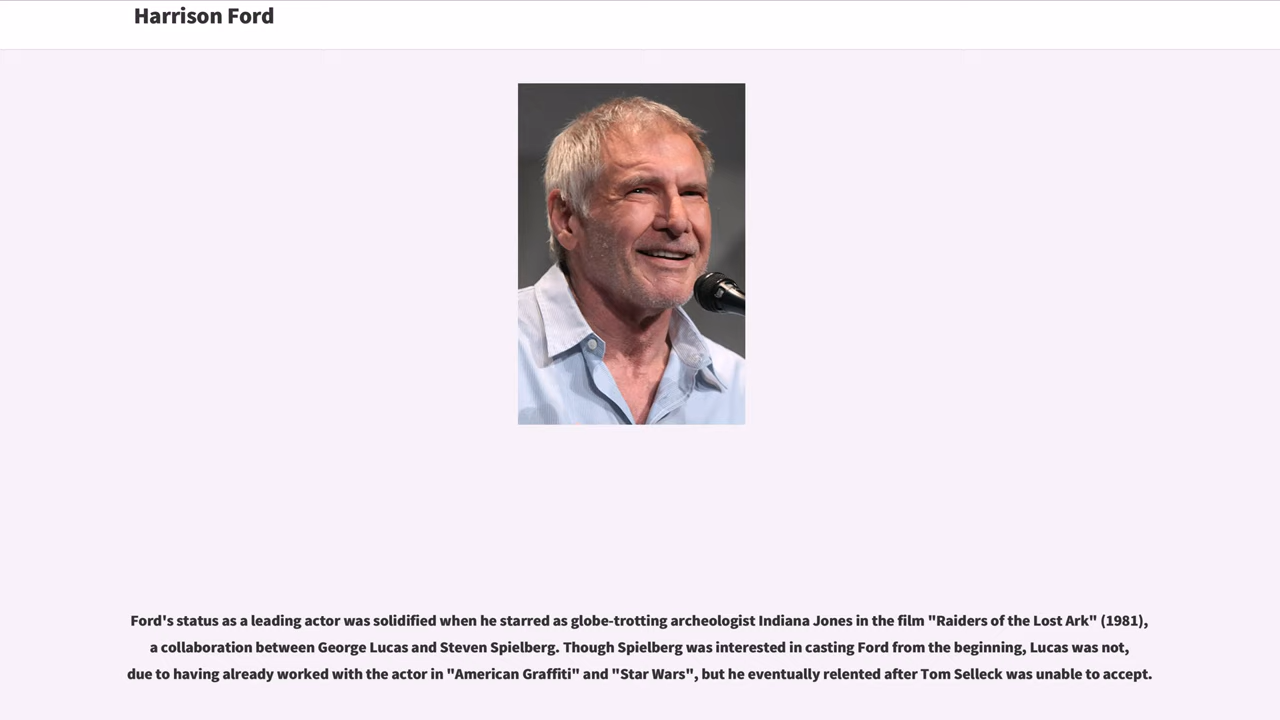 Harrison Ford
Ford's status as a leading actor was solidified when he starred as globe-trotting archeologist Indiana Jones in the film "Raiders of the Lost Ark" (1981),
a collaboration between George Lucas and Steven Spielberg. Though Spielberg was interested in casting Ford from the beginning, Lucas was not,
due to having already worked with the actor in "American Graffiti" and "Star Wars", but he eventually relented after Tom Selleck was unable to accept.